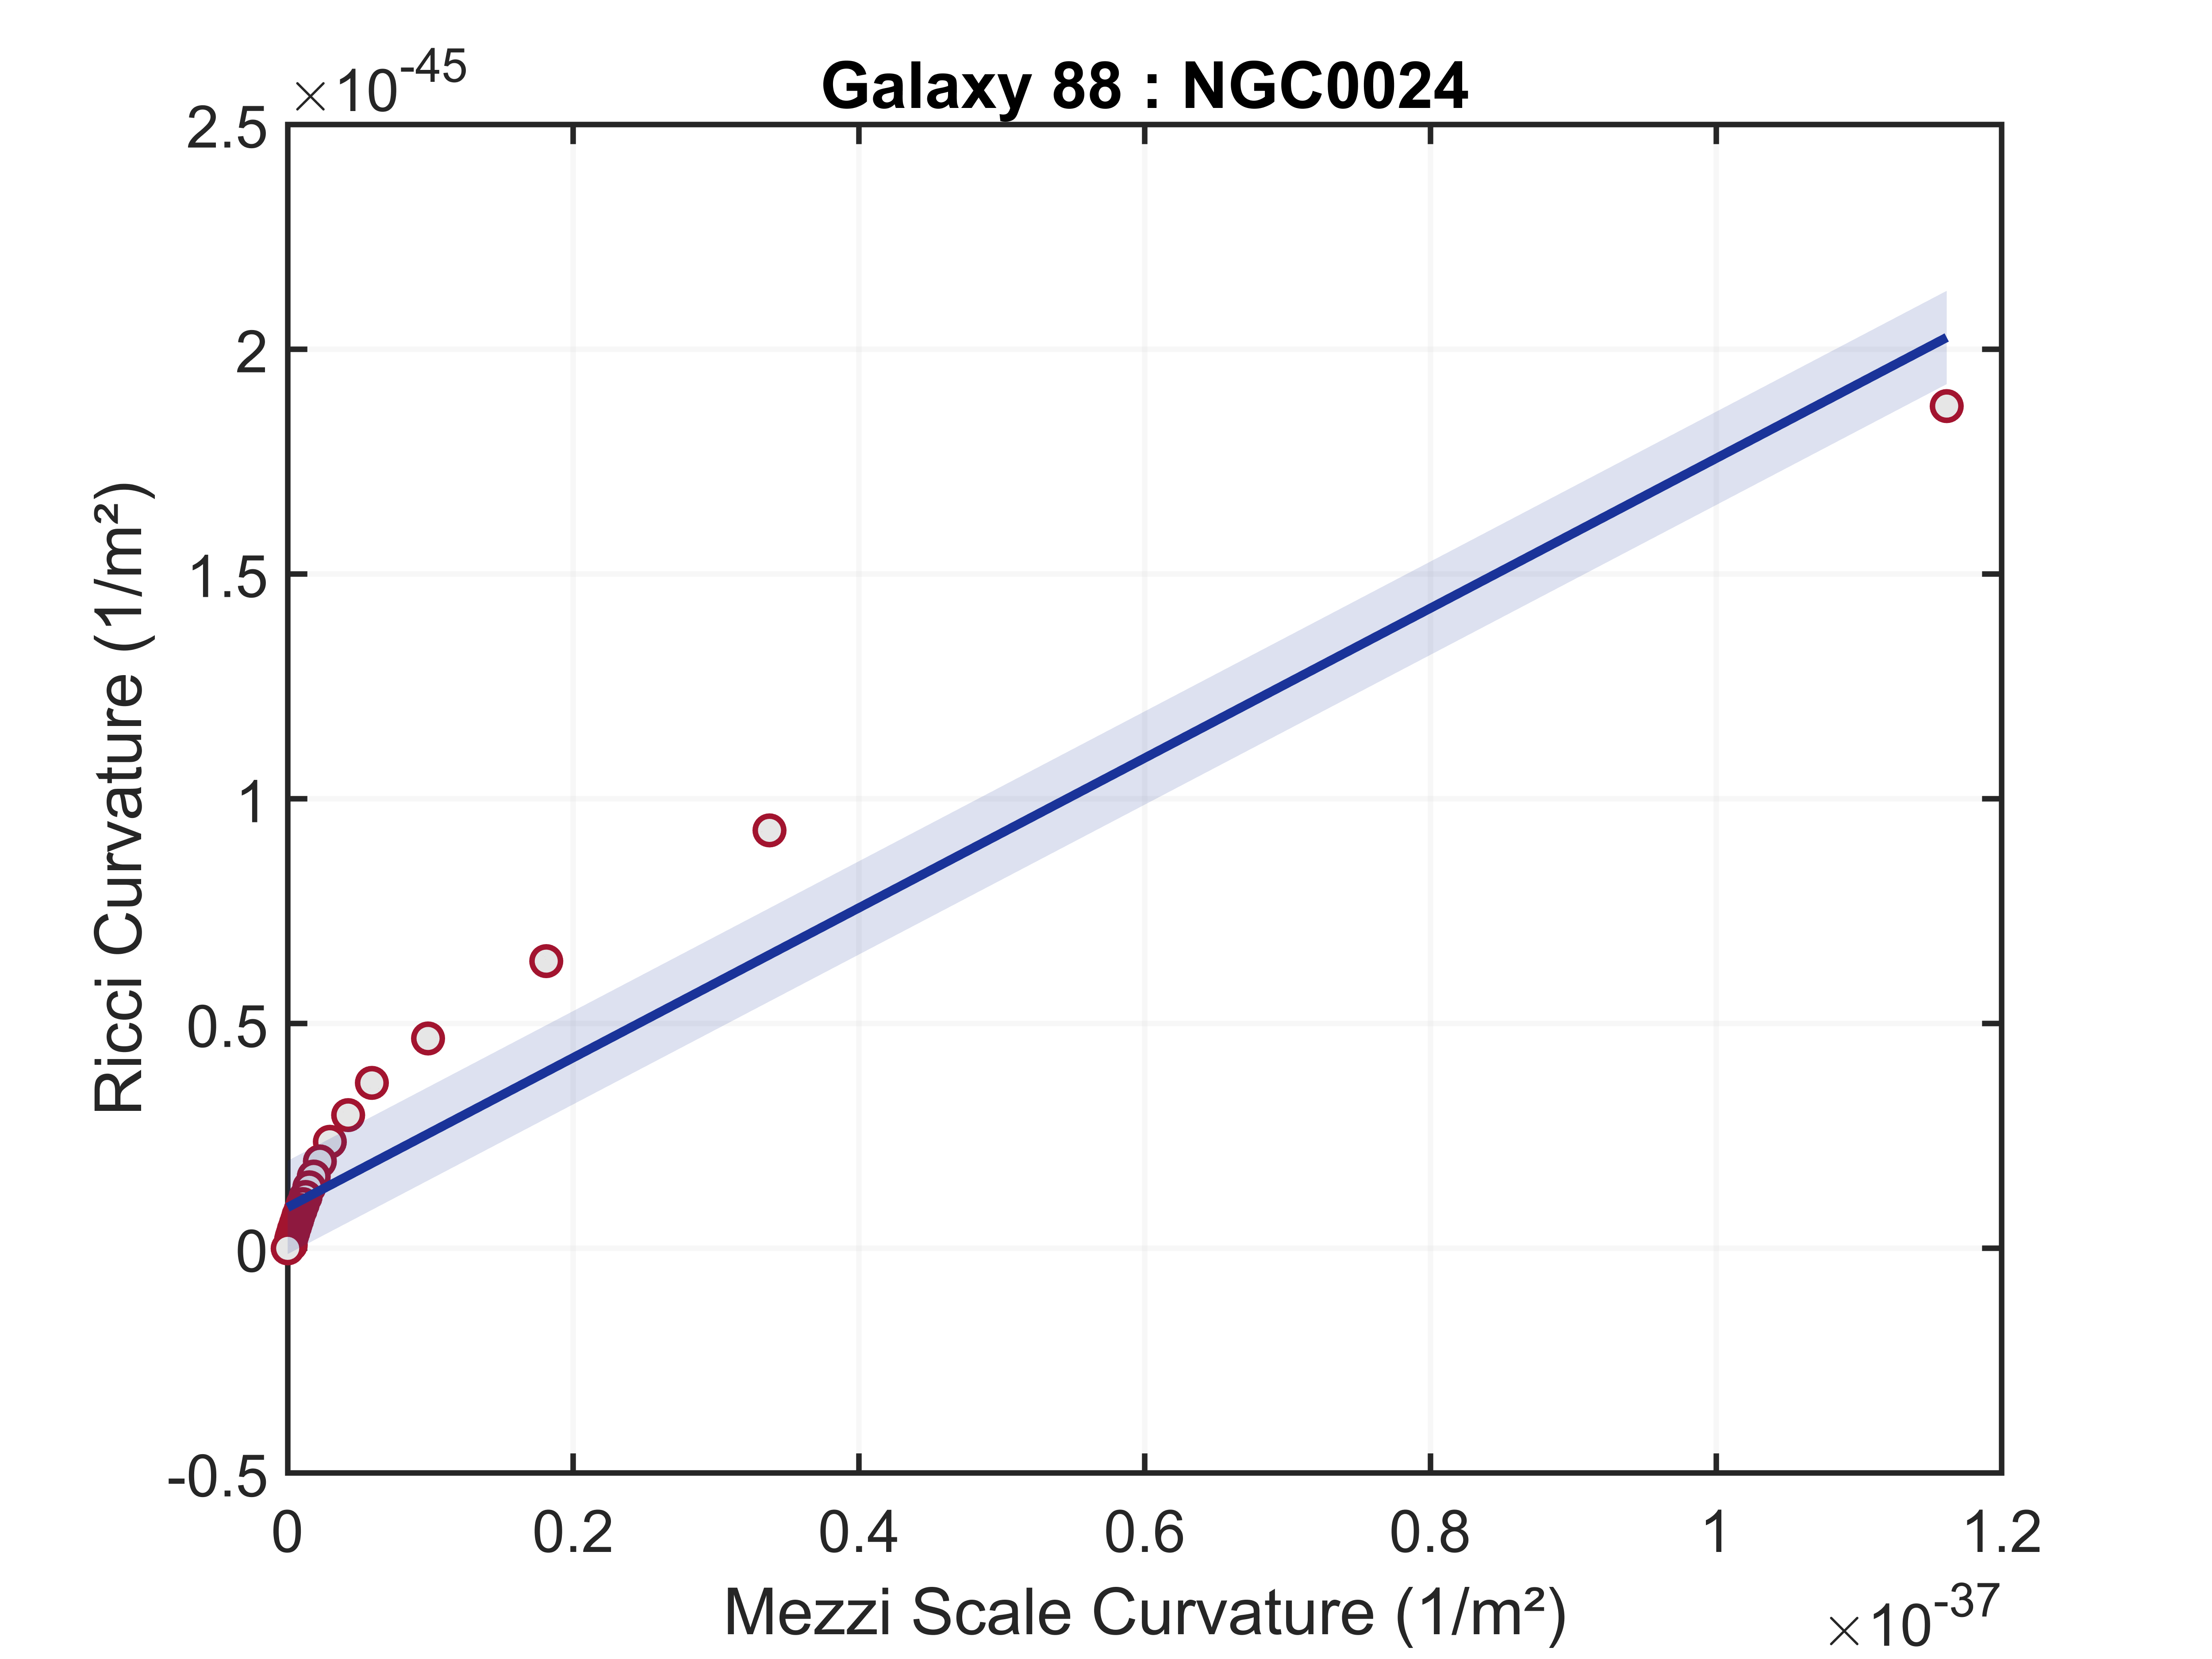 Galaxy 88 : NGC0024
×10^-45
2.5
2
1.5
1
0.5
0
-0.5
Ricci Curvature (1/m²)
0 0.2 0.4 0.6 0.8 1 1.2
Mezzi Scale Curvature (1/m²)
×10^-37